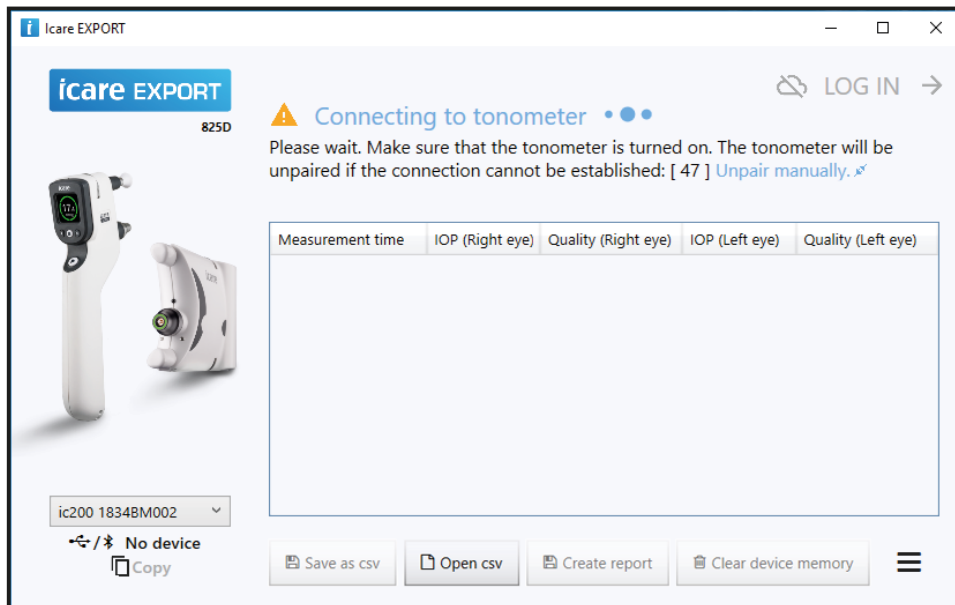 Icare EXPORT
icare EXPORT
825D
LOG IN
Connecting to tonometer
Please wait. Make sure that the tonometer is turned on. The tonometer will be
unpaired if the connection cannot be established: [ 47 ] Unpair manually.
Measurement time IOP (Right eye) Quality (Right eye) IOP (Left eye) Quality (Left eye)
ic200 1834BM002
/ No device
Copy
Save as csv Open csv Create report Clear device memory